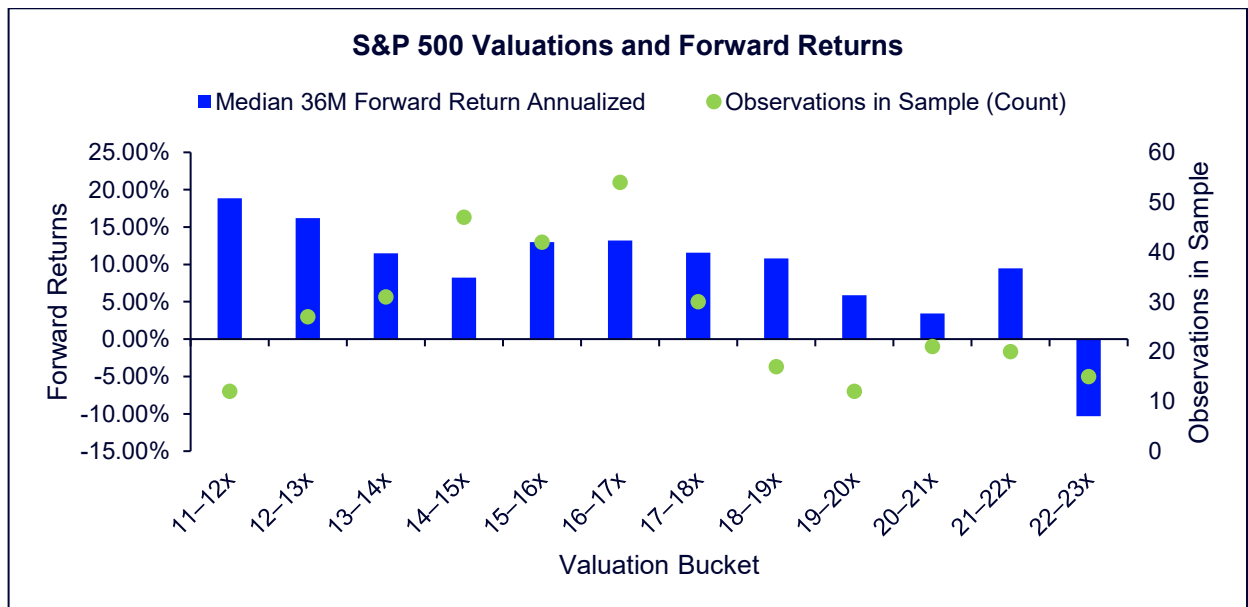 S&P 500 Valuations and Forward Returns
Median 36M Forward Return Annualized
Observations in Sample (Count)
Forward Returns
25.00%
20.00%
15.00%
10.00%
5.00%
0.00%
-5.00%
-10.00%
-15.00%
60
50
40
30
20
10
0
Observations in Sample
11–12x
12–13x
13–14x
14–15x
15–16x
16–17x
17–18x
18–19x
19–20x
20–21x
21–22x
22–23x
Valuation Bucket